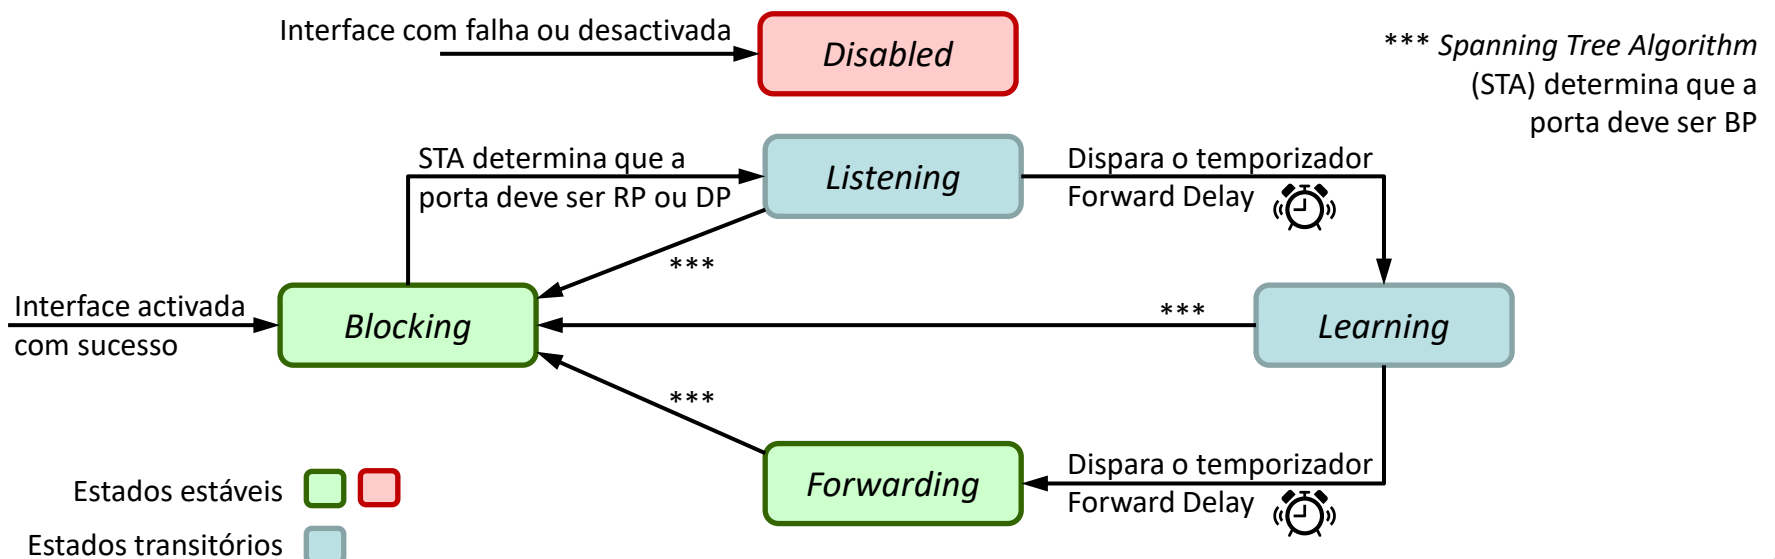 Interface com falha ou desactivada
Disabled
*** Spanning Tree Algorithm
(STA) determina que a
porta deve ser BP
STA determina que a
porta deve ser RP ou DP
Listening
Dispara o temporizador
Forward Delay
***
Interface activada
com sucesso
Blocking
***
Learning
***
Forwarding
Dispara o temporizador
Forward Delay
Estados estáveis
Estados transitórios